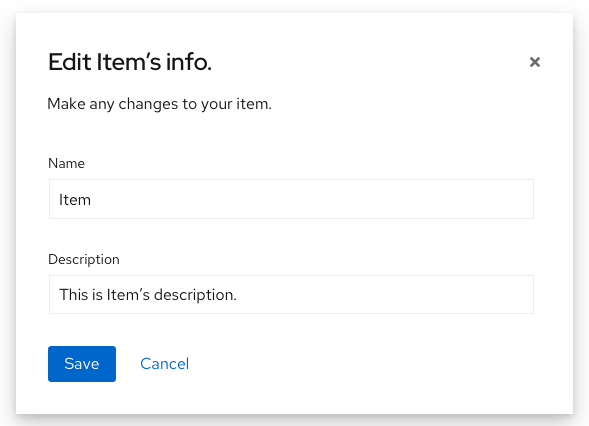 Edit Item’s info.
Make any changes to your item.
Name
Item
Description
This is Item’s description.
Save Cancel